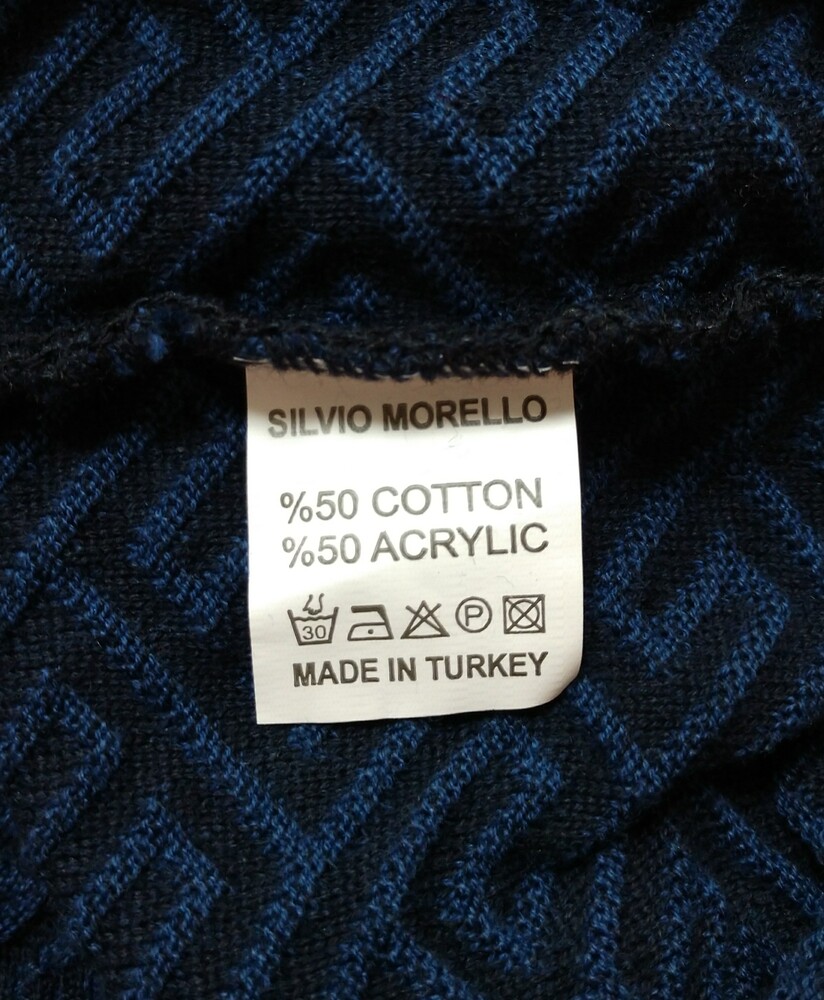 SILVIO MORELLO
%50 COTTON
%50 ACRYLIC
30 P
MADE IN TURKEY